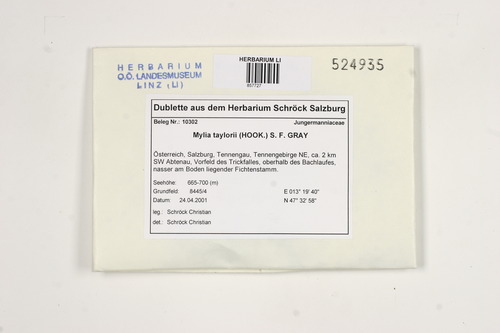 HERBARIUM
O.Ö. LANDESMUSEUM
LINZ (LI)
HERBARIUM LI
857727
524935
Dublette aus dem Herbarium Schröck Salzburg
Beleg Nr.: 10302 Jungermanniaceae
Mylia taylorii (HOOK.) S. F. GRAY
Österreich, Salzburg, Tennengau, Tennengebirge NE, ca. 2 km
SW Abtenau, Vorfeld des Trickfalles, oberhalb des Bachlaufes,
nasser am Boden liegender Fichtenstamm.
Seehöhe: 665-700 (m)
Grundfeld: 8445/4 E 013° 19' 40"
Datum: 24.04.2001 N 47° 32' 58"
leg.: Schröck Christian
det.: Schröck Christian